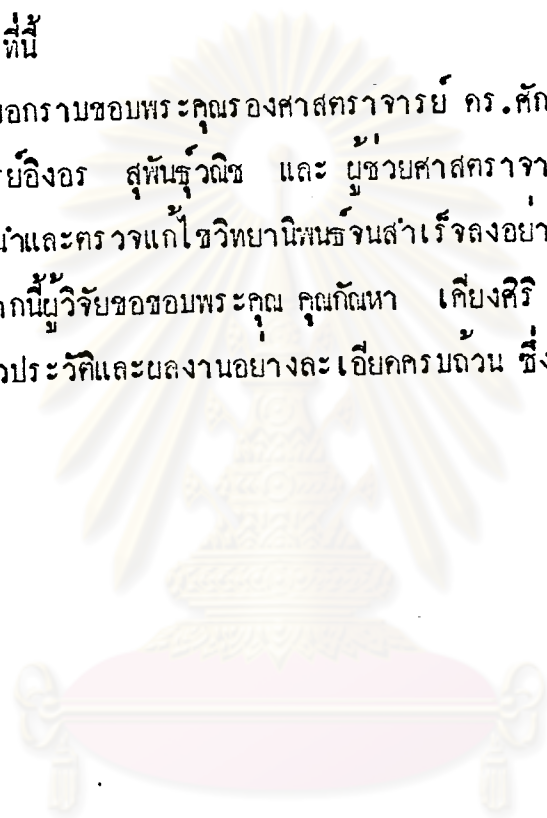 ที่นี้
อกราบขอบพระคุณรองศาสตราจารย์ ดร.ศัก
รย์อิงอร สุพันธุ์วณิช และ ผู้ช่วยศาสตราจา
นำและตรวจแก้ไขวิทยานิพนธ์จนสำเร็จลงอย่า
ากนี้ผู้วิจัยขอขอบพระคุณ คุณกัณหา เคียงศิริ
วประวัติและผลงานอย่างละเอียดครบถ้วน ซึ่ง